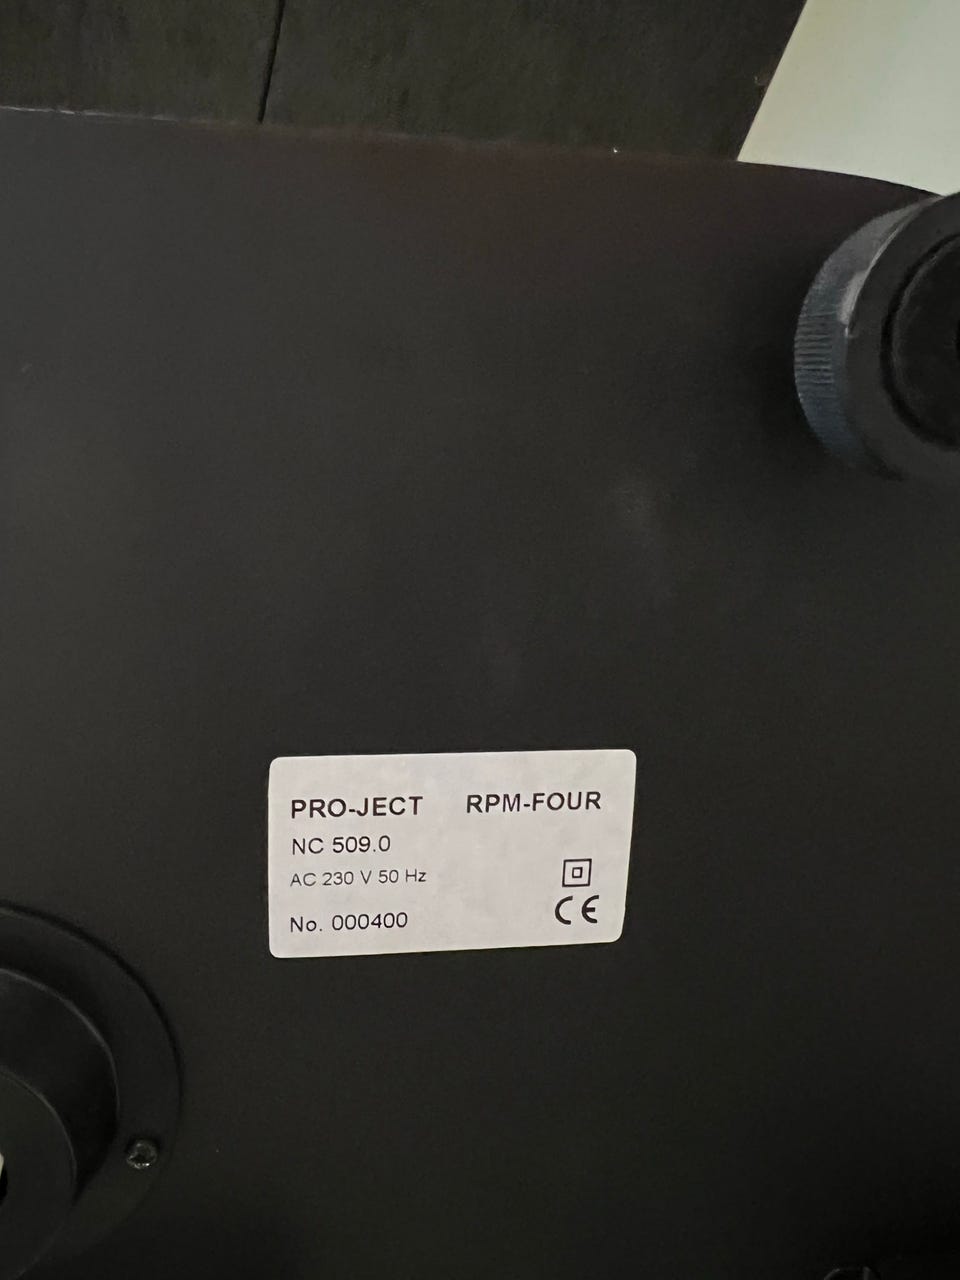 PRO-JECT RPM-FOUR
NC 509.0
AC 230 V 50 Hz
No. 000400
CE